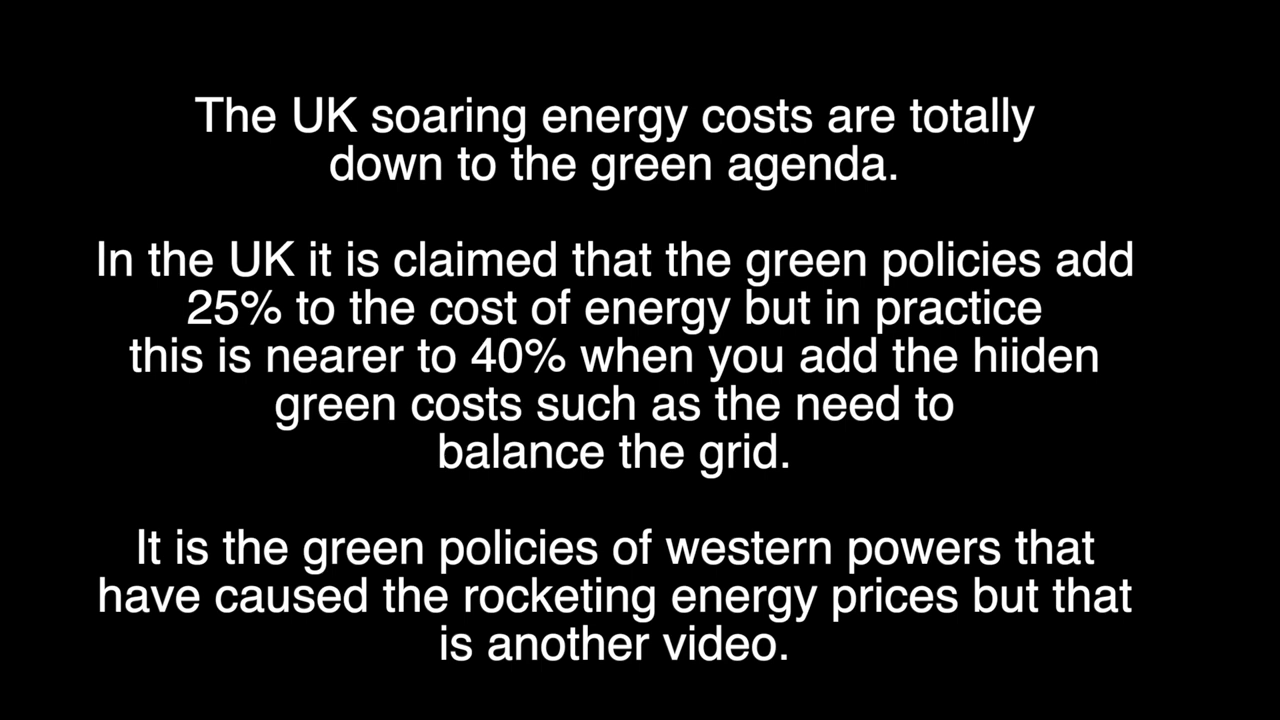 The UK soaring energy costs are totally
down to the green agenda.
In the UK it is claimed that the green policies add
25% to the cost of energy but in practice
this is nearer to 40% when you add the hiiden
green costs such as the need to
balance the grid.
It is the green policies of western powers that
have caused the rocketing energy prices but that
is another video.